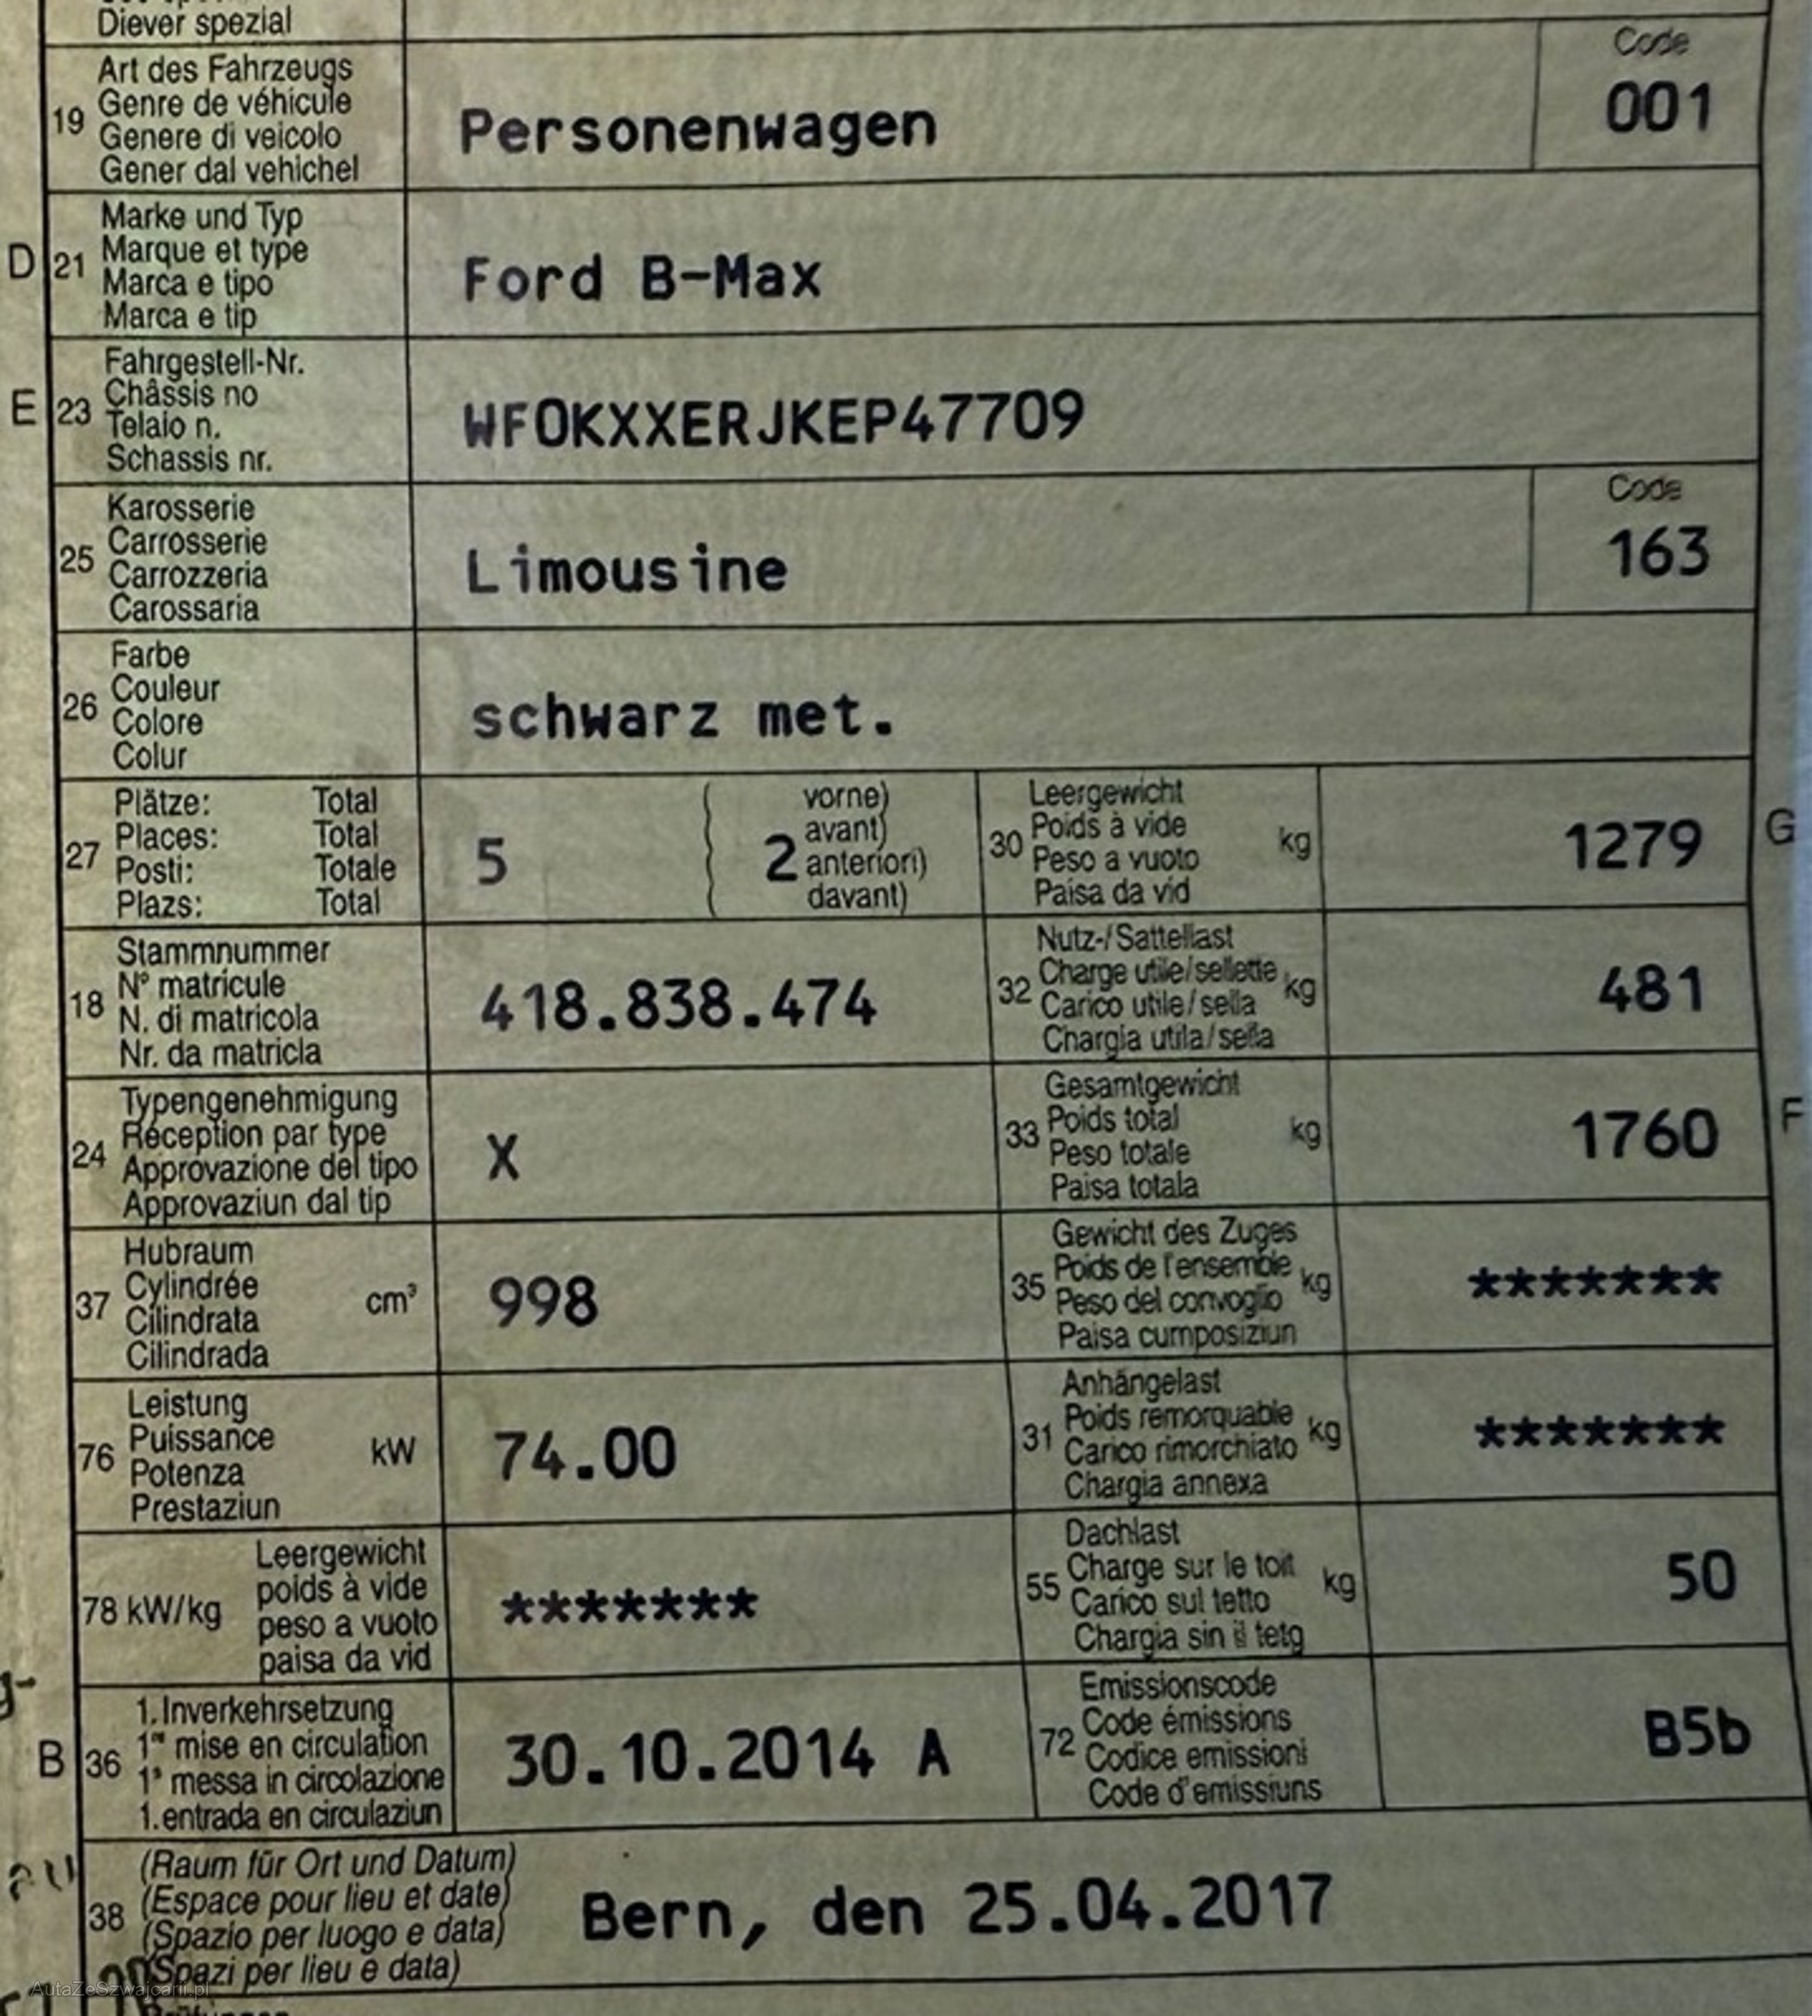 Diever spezial
19 Art des Fahrzeugs
Genre de véhicule
Genere di veicolo
Gener dal vehichel
Personenwagen
Code
001
D 21 Marke und Typ
Marque et type
Marca e tipo
Marca e tip
Ford B-Max
E 23 Fahrgestell-Nr.
Châssis no
Telaio n.
Schassis nr.
WF0KXXERJKEP47709
25 Karosserie
Carrosserie
Carrozzeria
Carossaria
Limousine
Code
163
26 Farbe
Couleur
Colore
Colur
schwarz met.
27 Plätze: Total
Places: Total
Posti: Totale
Plazs: Total
5
2
(vorne)
(avant)
(anteriori)
(davant)
30 Leergewicht
Poids à vide
Peso a vuoto
Paisa da vid
kg
1279
G
18 Stammnummer
N° matricule
N. di matricola
Nr. da matricla
418.838.474
32 Nutz-/Sattellast
Charge utile/sellette
Carico utile/sella
Chargia utila/sella
kg
481
24 Typengenehmigung
Réception par type
Approvazione del tipo
Approvaziun dal tip
X
33 Gesamtgewicht
Poids total
Peso totale
Paisa totala
kg
1760
F
37 Hubraum
Cylindrée
Cilindrata
Cilindrada
cm³
998
35 Gewicht des Zuges
Poids de l'ensemble
Peso del convoglio
Paisa cumposiziun
kg
*******
76 Leistung
Puissance
Potenza
Prestaziun
kW
74.00
31 Anhängelast
Poids remorquable
Carico rimorchiato
Chargia annexa
kg
*******
78 kW/kg
Leergewicht
poids à vide
peso a vuoto
paisa da vid
*******
55 Dachlast
Charge sur le toit
Carico sul tetto
Chargia sin il tetg
kg
50
B 36 1. Inverkehrsetzung
1re mise en circulation
1a messa in circolazione
1. entrada en circulaziun
30.10.2014 A
72 Emissionscode
Code émissions
Codice emissioni
Code d'emissiuns
B5b
38 (Raum für Ort und Datum)
(Espace pour lieu et date)
(Spazio per luogo e data)
(Spazi per lieu e data)
Bern, den 25.04.2017
AutaZeSzwajcarii.pl